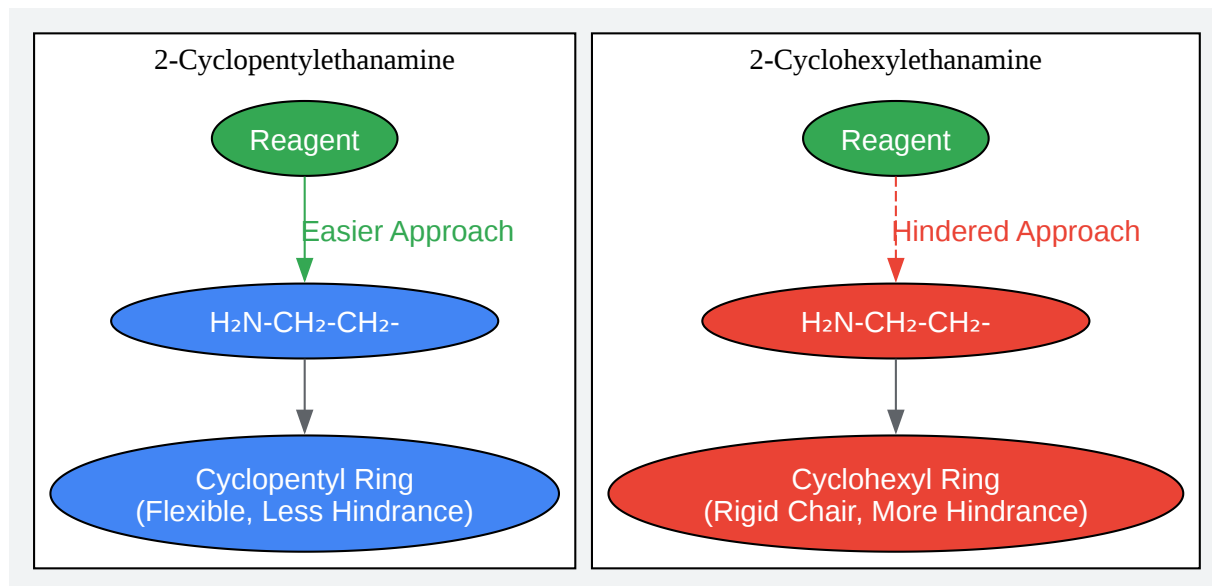 2-Cyclopentylethanamine
Reagent
Easier Approach
H₂N-CH₂-CH₂-
Cyclopentyl Ring
(Flexible, Less Hindrance)
2-Cyclohexylethanamine
Reagent
Hindered Approach
H₂N-CH₂-CH₂-
Cyclohexyl Ring
(Rigid Chair, More Hindrance)